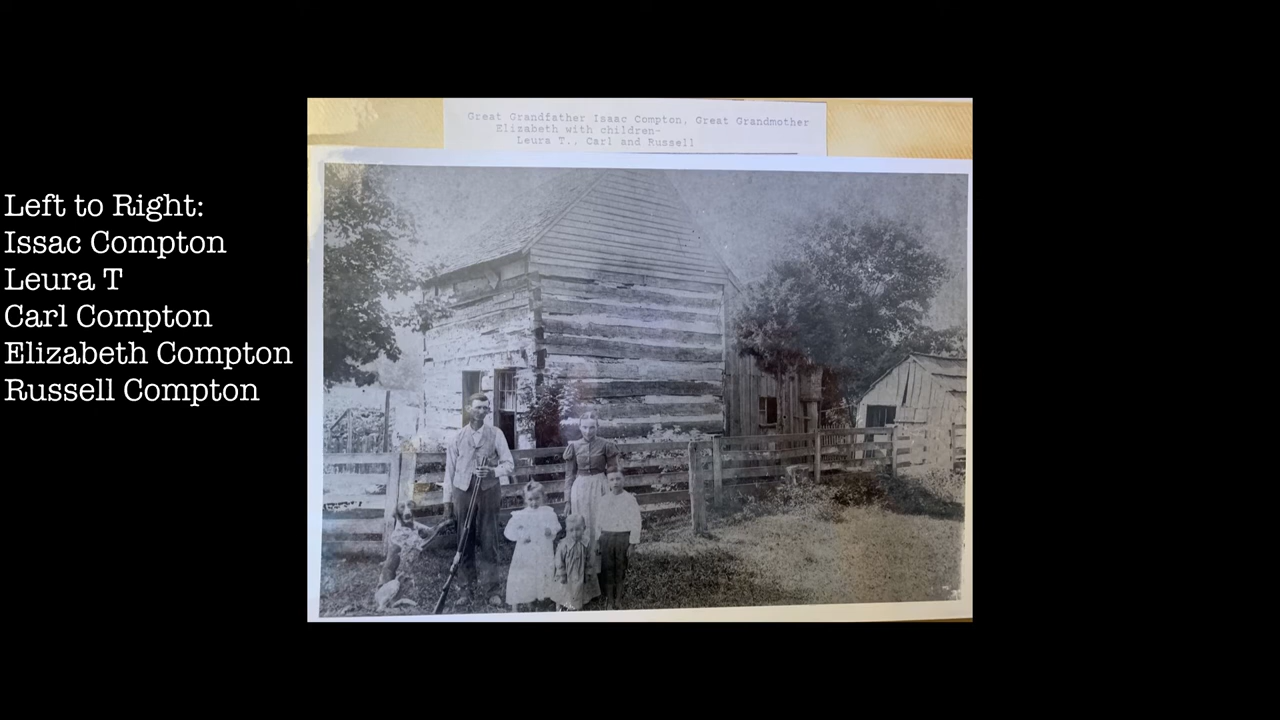 Left to Right:
Issac Compton
Leura T
Carl Compton
Elizabeth Compton
Russell Compton
Great Grandfather Isaac Compton, Great Grandmother
Elizabeth with children-
Leura T., Carl and Russell